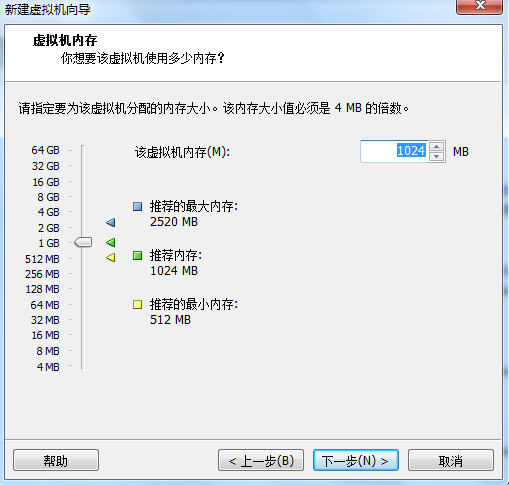 新建虚拟机向导
虚拟机内存
你想要该虚拟机使用多少内存?
请指定要为该虚拟机分配的内存大小。该内存大小值必须是 4 MB 的倍数。
64 GB
32 GB
16 GB
8 GB
4 GB
2 GB
1 GB
512 MB
256 MB
128 MB
64 MB
32 MB
16 MB
8 MB
4 MB
该虚拟机内存(M): 1024 MB
推荐的最大内存:
2520 MB
推荐内存:
1024 MB
推荐的最小内存:
512 MB
帮助 < 上一步(B) 下一步(N) > 取消